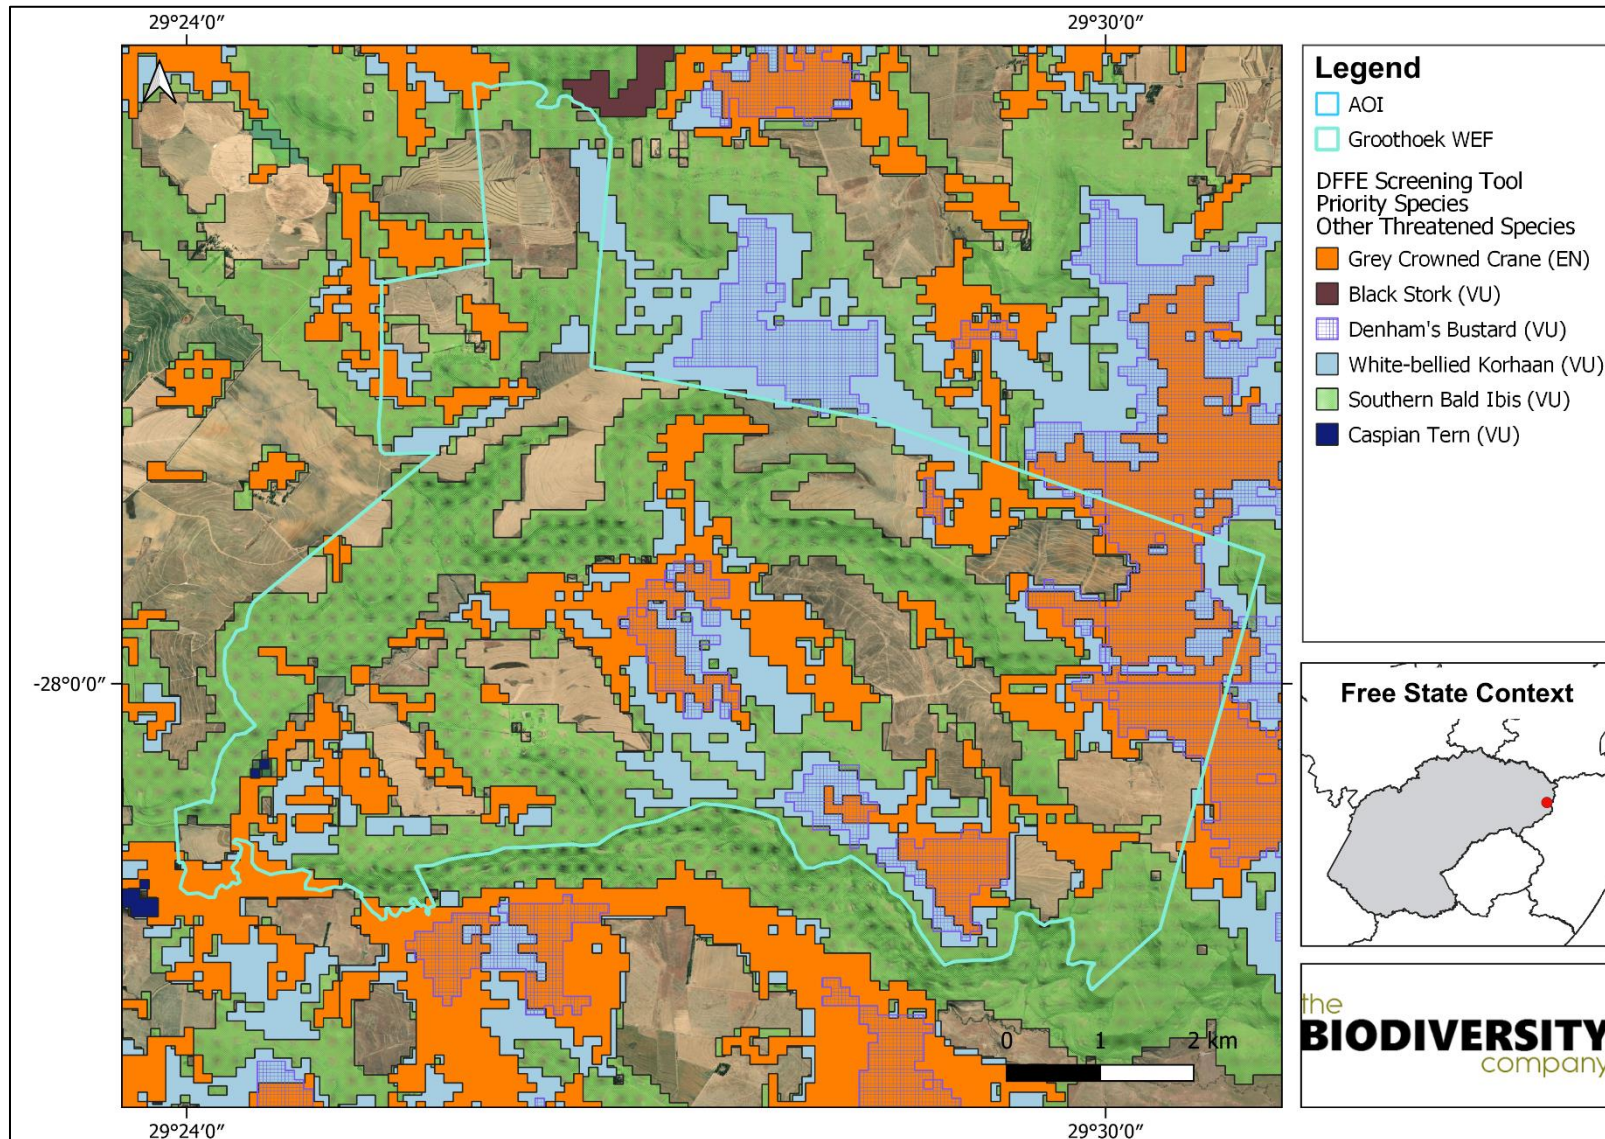 29°24'0″ 29°30'0″
Legend
AOI
Groothoek WEF
DFFE Screening Tool
Priority Species
Other Threatened Species
Grey Crowned Crane (EN)
Black Stork (VU)
Denham's Bustard (VU)
White-bellied Korhaan (VU)
Southern Bald Ibis (VU)
Caspian Tern (VU)
-28°0'0″
Free State Context
0 1 2 km
the
BIODIVERSITY
company
29°24'0″ 29°30'0″